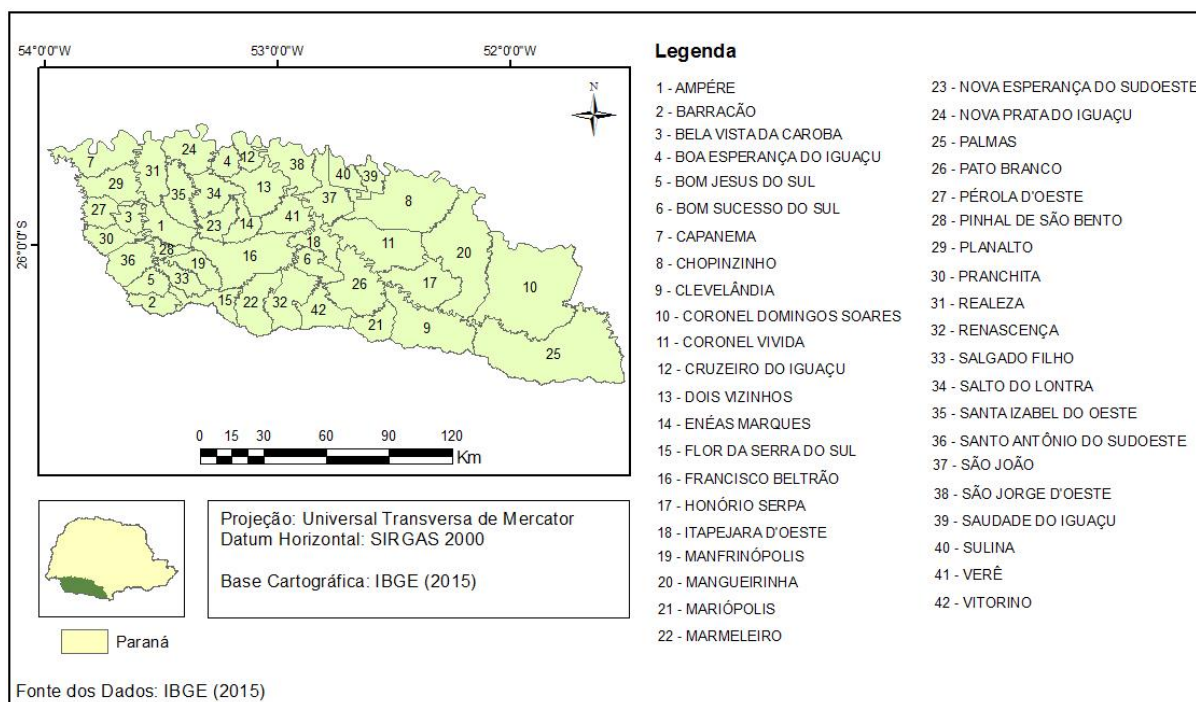 54°0'0"W
53°0'0"W
52°0'0"W
26°0'0"S
N
7
24
4
12
38
40
39
29
31
35
34
13
37
8
27
3
1
23
14
41
30
28
16
18
11
20
36
19
6
5
33
26
17
10
2
15
22
32
42
21
9
25
0 15 30 60 90 120
Km
Legenda
1 - AMPÉRE
2 - BARRACÃO
3 - BELA VISTA DA CAROBA
4 - BOA ESPERANÇA DO IGUAÇU
5 - BOM JESUS DO SUL
6 - BOM SUCESSO DO SUL
7 - CAPANEMA
8 - CHOPINZINHO
9 - CLEVELÂNDIA
10 - CORONEL DOMINGOS SOARES
11 - CORONEL VIVIDA
12 - CRUZEIRO DO IGUAÇU
13 - DOIS VIZINHOS
14 - ENÉAS MARQUES
15 - FLOR DA SERRA DO SUL
16 - FRANCISCO BELTRÃO
17 - HONÓRIO SERPA
18 - ITAPEJARA D'OESTE
19 - MANFRINÓPOLIS
20 - MANGUEIRINHA
21 - MARIÓPOLIS
22 - MARMELEIRO
23 - NOVA ESPERANÇA DO SUDOESTE
24 - NOVA PRATA DO IGUAÇU
25 - PALMAS
26 - PATO BRANCO
27 - PÉROLA D'OESTE
28 - PINHAL DE SÃO BENTO
29 - PLANALTO
30 - PRANCHITA
31 - REALEZA
32 - RENASCENÇA
33 - SALGADO FILHO
34 - SALTO DO LONTRA
35 - SANTA IZABEL DO OESTE
36 - SANTO ANTÔNIO DO SUDOESTE
37 - SÃO JOÃO
38 - SÃO JORGE D'OESTE
39 - SAUDADE DO IGUAÇU
40 - SULINA
41 - VERÊ
42 - VITORINO
Projeção: Universal Transversa de Mercator
Datum Horizontal: SIRGAS 2000
Base Cartográfica: IBGE (2015)
Paraná
Fonte dos Dados: IBGE (2015)